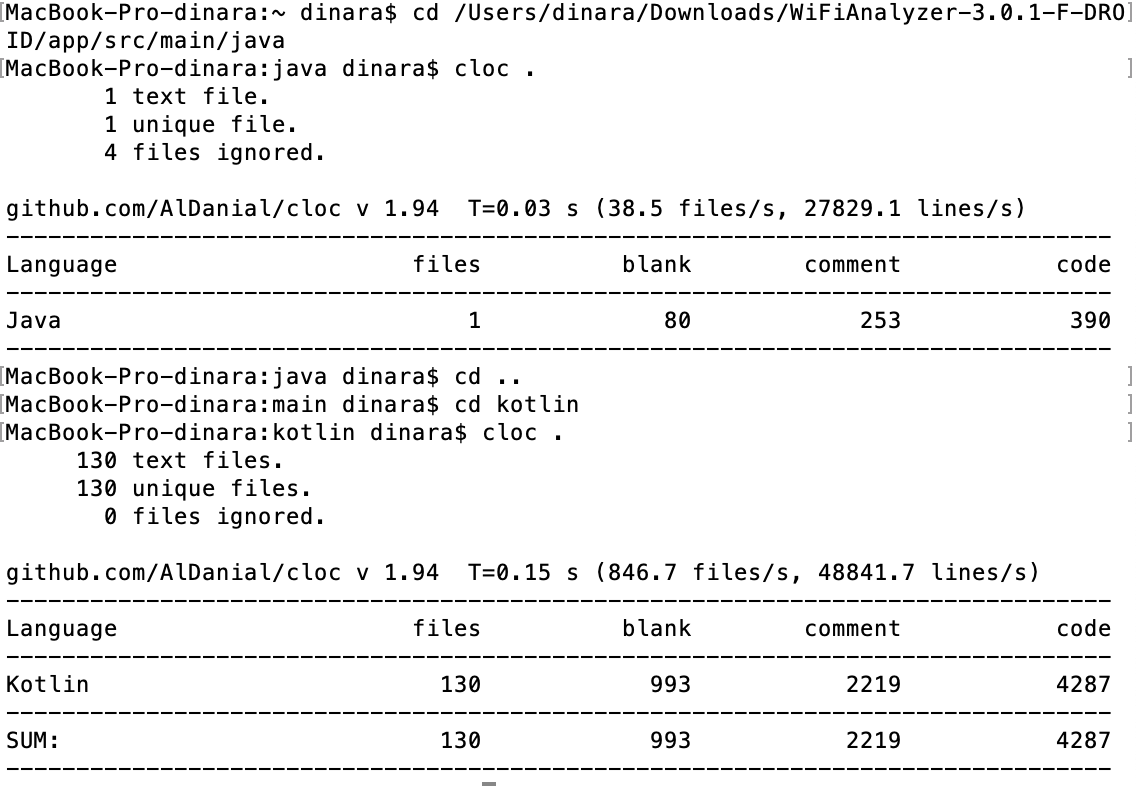 [MacBook-Pro-dinara:~ dinara$ cd /Users/dinara/Downloads/WiFiAnalyzer-3.0.1-F-DRO]
ID/app/src/main/java
[MacBook-Pro-dinara:java dinara$ cloc . ]
       1 text file.
       1 unique file.
       4 files ignored.

github.com/AlDanial/cloc v 1.94  T=0.03 s (38.5 files/s, 27829.1 lines/s)
-------------------------------------------------------------------------------
Language                     files          blank        comment           code
-------------------------------------------------------------------------------
Java                             1             80            253            390
-------------------------------------------------------------------------------
[MacBook-Pro-dinara:java dinara$ cd .. ]
[MacBook-Pro-dinara:main dinara$ cd kotlin ]
[MacBook-Pro-dinara:kotlin dinara$ cloc . ]
     130 text files.
     130 unique files.
       0 files ignored.

github.com/AlDanial/cloc v 1.94  T=0.15 s (846.7 files/s, 48841.7 lines/s)
-------------------------------------------------------------------------------
Language                     files          blank        comment           code
-------------------------------------------------------------------------------
Kotlin                         130            993           2219           4287
-------------------------------------------------------------------------------
SUM:                           130            993           2219           4287
-------------------------------------------------------------------------------